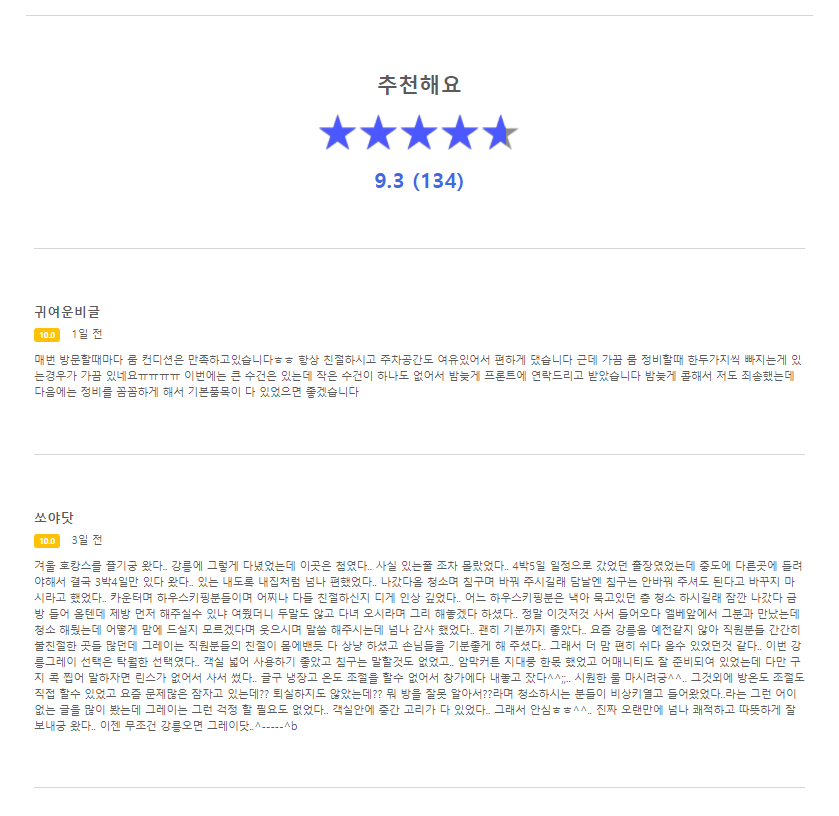 추천해요
9.3 (134)
귀여운비글
10.0 1일 전
매번 방문할때마다 룸 컨디션은 만족하고있습니다ㅎㅎ 항상 친절하시고 주차공간도 여유있어서 편하게 댔습니다 근데 가끔 룸 정비할때 한두가지씩 빠지는게 있
는경우가 가끔 있네요ㅠㅠㅠㅠ 이번에는 큰 수건은 있는데 작은 수건이 하나도 없어서 밤늦게 프론트에 연락드리고 받았습니다 밤늦게 콜해서 저도 죄송했는데
다음에는 정비를 꼼꼼하게 해서 기본품목이 다 있었으면 좋겠습니다
쏘야닷
10.0 3일 전
겨울 호캉스를 즐기궁 왔다.. 강릉에 그렇게 다녔었는데 이곳은 첨였다.. 사실 있는줄 조차 몰랐었다.. 4박5일 일정으로 갔었던 출장였었는데 중도에 다른곳에 들려
야해서 결국 3박4일만 있다 왔다.. 있는 내도록 내집처럼 넘나 편했었다.. 나갔다옴 청소며 침구며 바꿔 주시길래 담날엔 침구는 안바꿔 주셔도 된다고 바꾸지 마
시라고 했었다.. 카운터며 하우스키핑분들이며 어찌나 다들 친절하신지 디게 인상 깊었다.. 어느 하우스키핑분은 낵아 묵고있던 층 청소 하시길래 잠깐 나갔다 금
방 들어 올텐데 제방 먼저 해주실수 있냐 여쭸더니 두말도 않고 다녀 오시라며 그리 해놓겠다 하셨다.. 정말 이것저것 사서 들어오다 엘베앞에서 그분과 만났는데
청소 해뒀는데 어떻게 맘에 드실지 모르겠다며 웃으시며 말씀 해주시는데 넘나 감사 했었다.. 괜히 기분까지 좋았다.. 요즘 강릉올 예전같지 않아 직원분들 간간히
불친절한 곳들 많던데 그레이는 직원분들의 친절이 몸에밴듯 다 상냥 하셨고 손님들을 기분좋게 해 주셨다.. 그래서 더 맘 편히 쉬다 올수 있었던것 같다.. 이번 강
릉그레이 선택은 탁월한 선택였다.. 객실 넓어 사용하기 좋았고 침구는 말할것도 없었고.. 암막커튼 지대룽 한몫 했었고 어매니티도 잘 준비되여 있었는데 다만 구
지 콕 찝어 말하자면 린스가 없어서 사서 썼다.. 글구 냉장고 온도 조절을 할수 없어서 창가에다 내놓고 잤다^^;;.. 시원한 물 마시려궁^^.. 그것외에 방온도 조절도
직접 할수 있었고 요즘 문제많은 잠자고 있는데?? 퇴실하지도 않았는데?? 뭐 방을 잘못 알아서??라며 청소하시는 분들이 비상키열고 들어왔었다..라는 그런 어이
없는 글을 많이 봤는데 그레이는 그런 걱정 할 필요도 없었다.. 객실안에 중간 고리가 다 있었다.. 그래서 안심ㅎㅎ^^.. 진짜 오랜만에 넘나 쾌적하고 따뜻하게 잘
보내궁 왔다.. 이젠 무조건 강릉오면 그레이닷..^-----^b